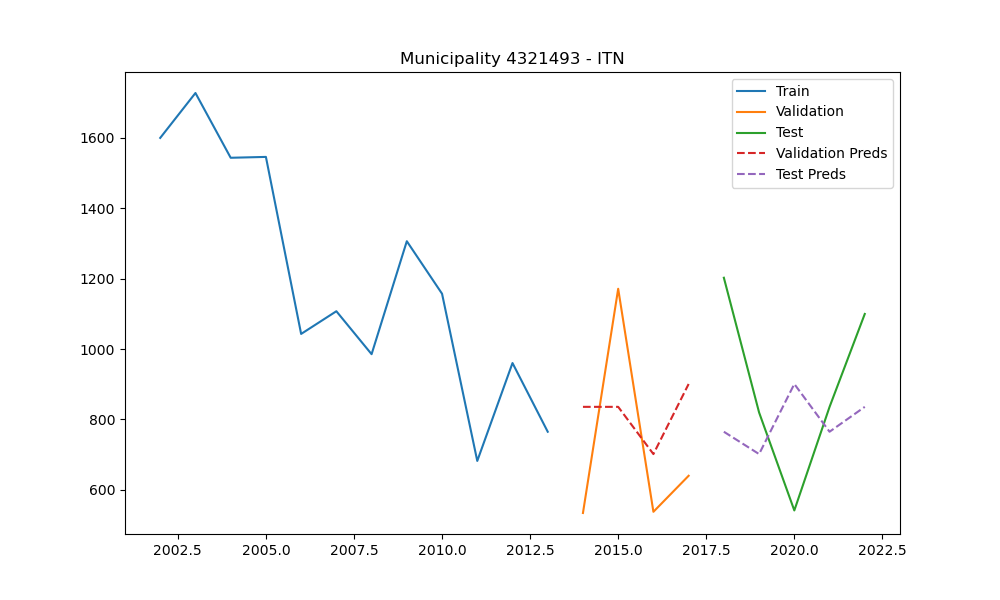 Municipality 4321493 - ITN
Train
Validation
Test
Validation Preds
Test Preds
1600
1400
1200
1000
800
600
2002.5 2005.0 2007.5 2010.0 2012.5 2015.0 2017.5 2020.0 2022.5